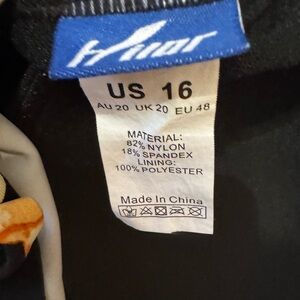 US 16
AU 20 UK 20 EU 48
MATERIAL:
82% NYLON
18% SPANDEX
LINING:
100% POLYESTER
Made In China